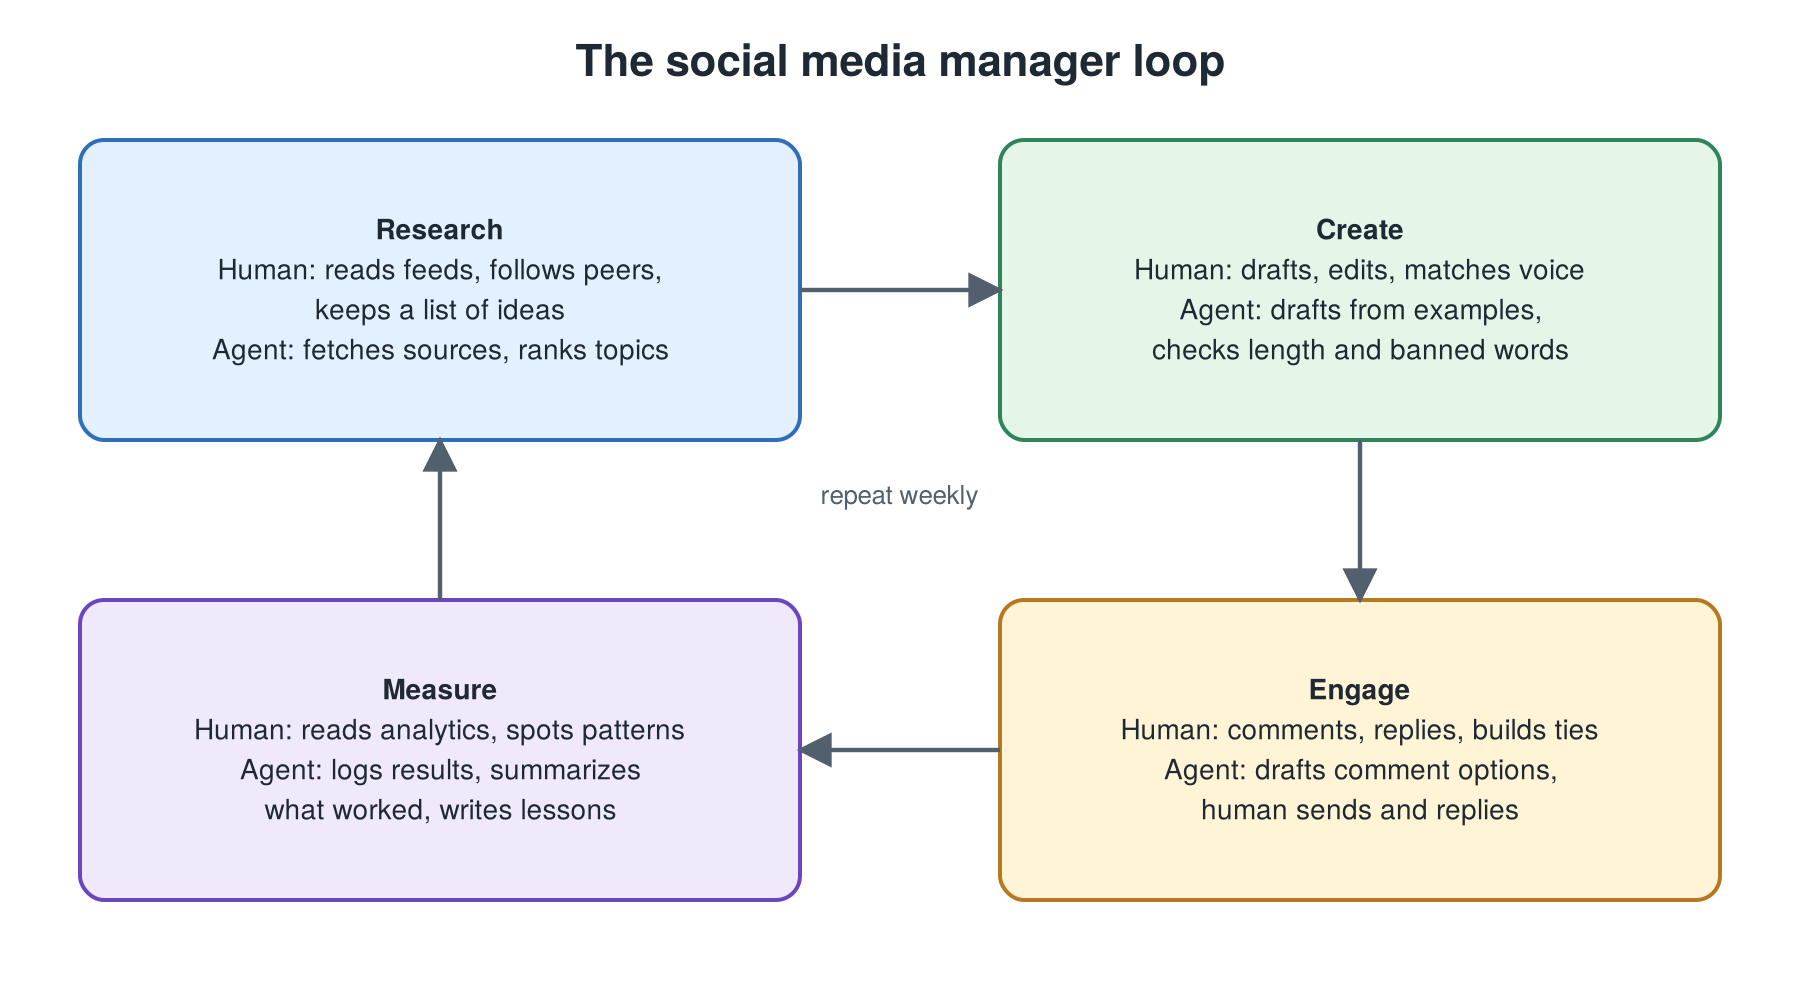 The social media manager loop
Research
Human: reads feeds, follows peers,
keeps a list of ideas
Agent: fetches sources, ranks topics
Create
Human: drafts, edits, matches voice
Agent: drafts from examples,
checks length and banned words
repeat weekly
Measure
Human: reads analytics, spots patterns
Agent: logs results, summarizes
what worked, writes lessons
Engage
Human: comments, replies, builds ties
Agent: drafts comment options,
human sends and replies